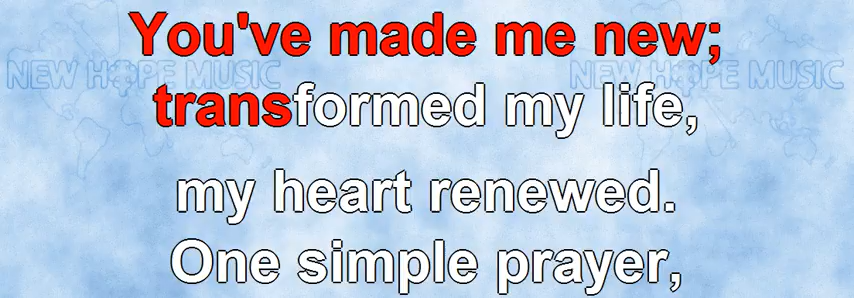 You've made me new;
NEW HOPE MUSIC NEW HOPE MUSIC
transformed my life,
my heart renewed.
One simple prayer,